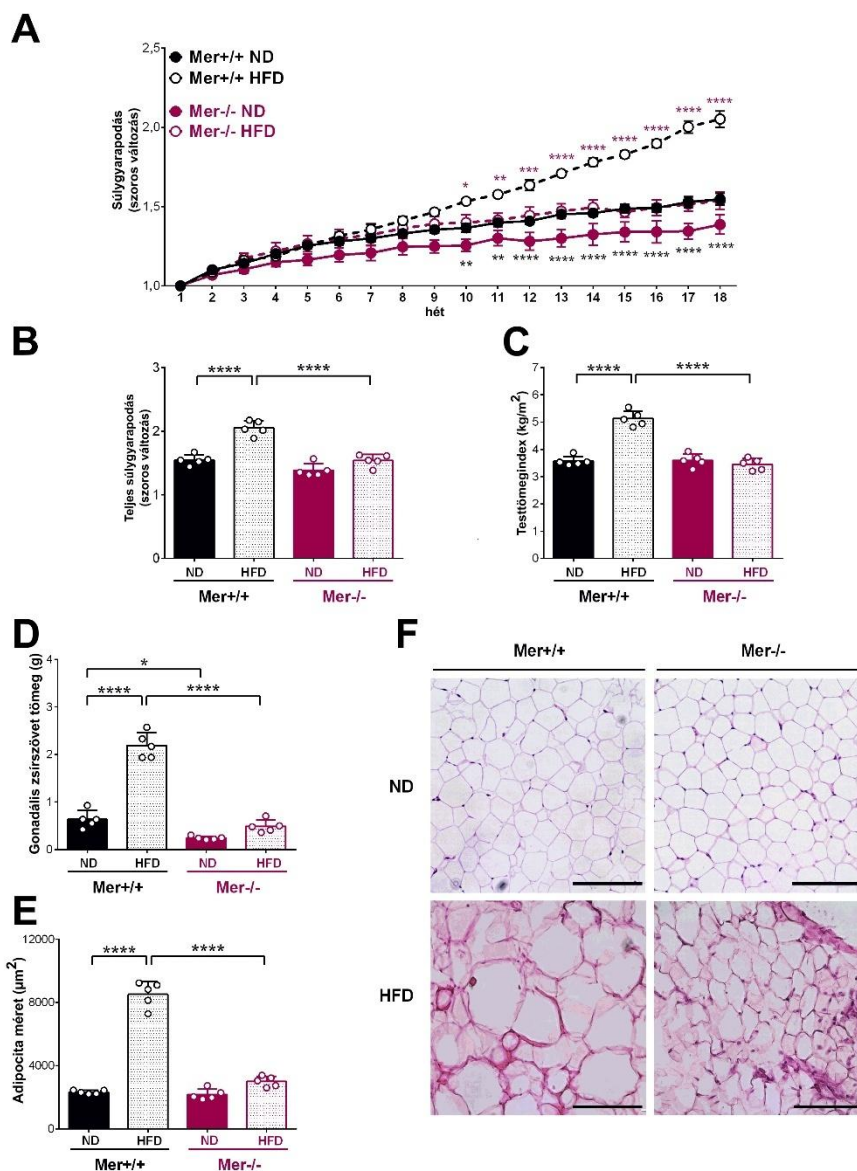 A
2,5
2,0
1,5
1,0
Súlygyarapodás
(szoros változás)
Mer+/+ ND
Mer+/+ HFD
Mer-/- ND
Mer-/- HFD
* ** *** **** **** **** **** **** ****
** ** **** **** **** **** **** **** ****
1 2 3 4 5 6 7 8 9 10 11 12 13 14 15 16 17 18
hét
B
Teljes súlygyarapodás
(szoros változás)
3
2
1
0
**** ****
ND HFD ND HFD
Mer+/+ Mer-/-
C
Testtömegindex (kg/m²)
7
6
5
4
3
2
1
0
**** ****
ND HFD ND HFD
Mer+/+ Mer-/-
D
Gonadális zsírszövet tömeg (g)
4
3
2
1
0
*
**** ****
ND HFD ND HFD
Mer+/+ Mer-/-
E
Adipocita méret (µm²)
12000
8000
4000
0
**** ****
ND HFD ND HFD
Mer+/+ Mer-/-
F
Mer+/+ Mer-/-
ND
HFD